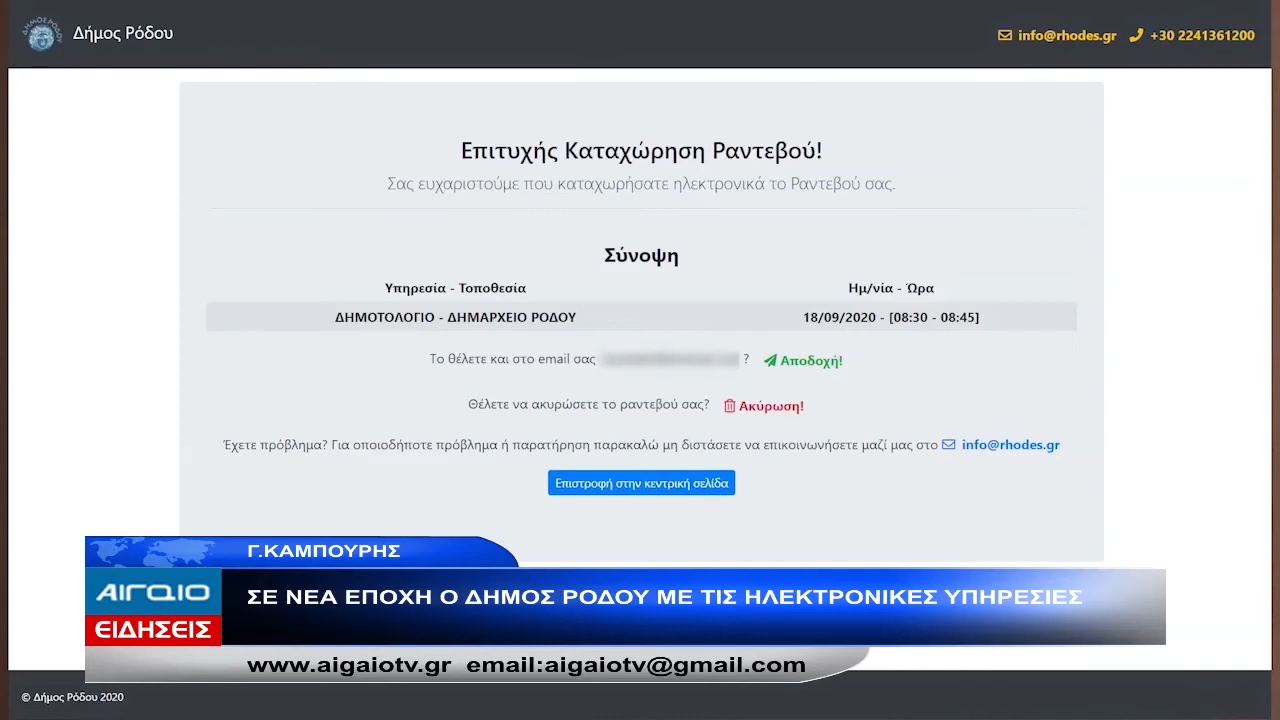 Δήμος Ρόδου
info@rhodes.gr +30 2241361200
Επιτυχής Καταχώρηση Ραντεβού!
Σας ευχαριστούμε που καταχωρήσατε ηλεκτρονικά το Ραντεβού σας.
Σύνοψη
Υπηρεσία - Τοποθεσία Ημ/νία - Ώρα
ΔΗΜΟΤΟΛΟΓΙΟ - ΔΗΜΑΡΧΕΙΟ ΡΟΔΟΥ 18/09/2020 - [08:30 - 08:45]
Το θέλετε και στο email σας ? Αποδοχή!
Θέλετε να ακυρώσετε το ραντεβού σας? Ακύρωση!
Έχετε πρόβλημα? Για οποιοδήποτε πρόβλημα ή παρατήρηση παρακαλώ μη διστάσετε να επικοινωνήσετε μαζί μας στο info@rhodes.gr
Επιστροφή στην κεντρική σελίδα
Γ.ΚΑΜΠΟΥΡΗΣ
ΑΙΓΑΙΟ
ΕΙΔΗΣΕΙΣ
ΣΕ ΝΕΑ ΕΠΟΧΗ Ο ΔΗΜΟΣ ΡΟΔΟΥ ΜΕ ΤΙΣ ΗΛΕΚΤΡΟΝΙΚΕΣ ΥΠΗΡΕΣΙΕΣ
www.aigaiotv.gr email:aigaiotv@gmail.com
© Δήμος Ρόδου 2020